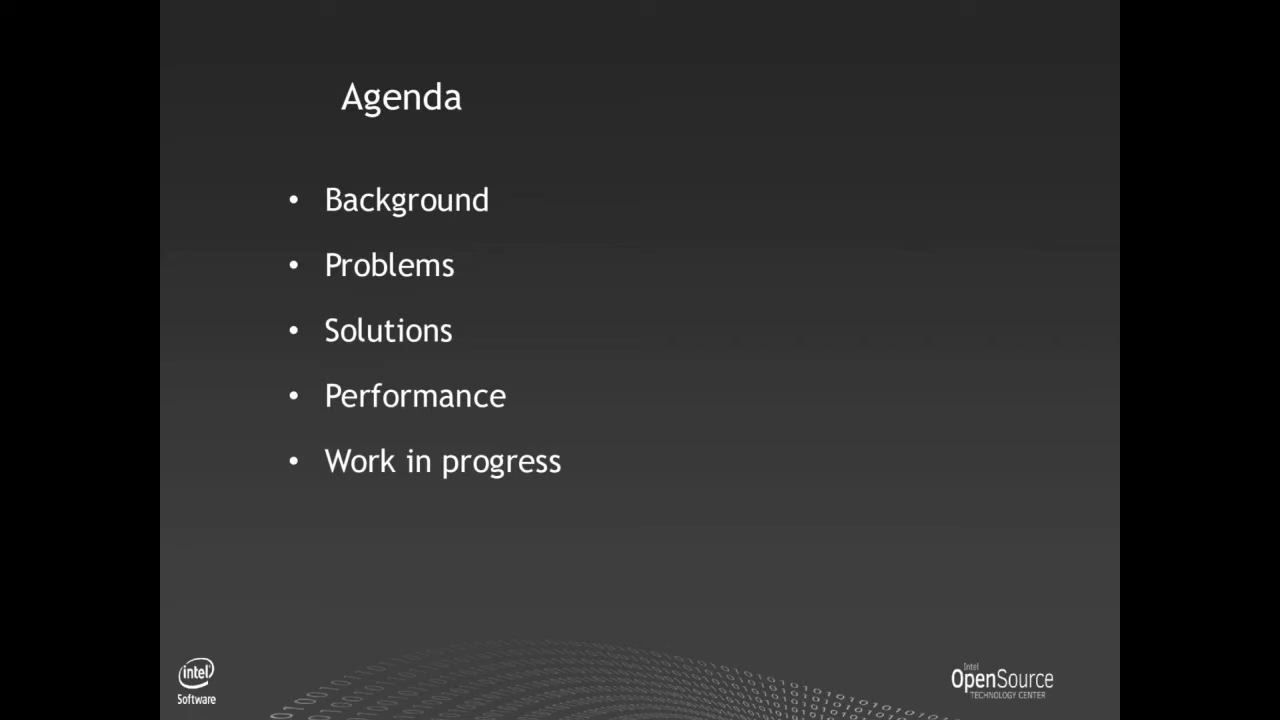 Agenda
• Background
• Problems
• Solutions
• Performance
• Work in progress
intel
Software
Intel
OpenSource
TECHNOLOGY CENTER